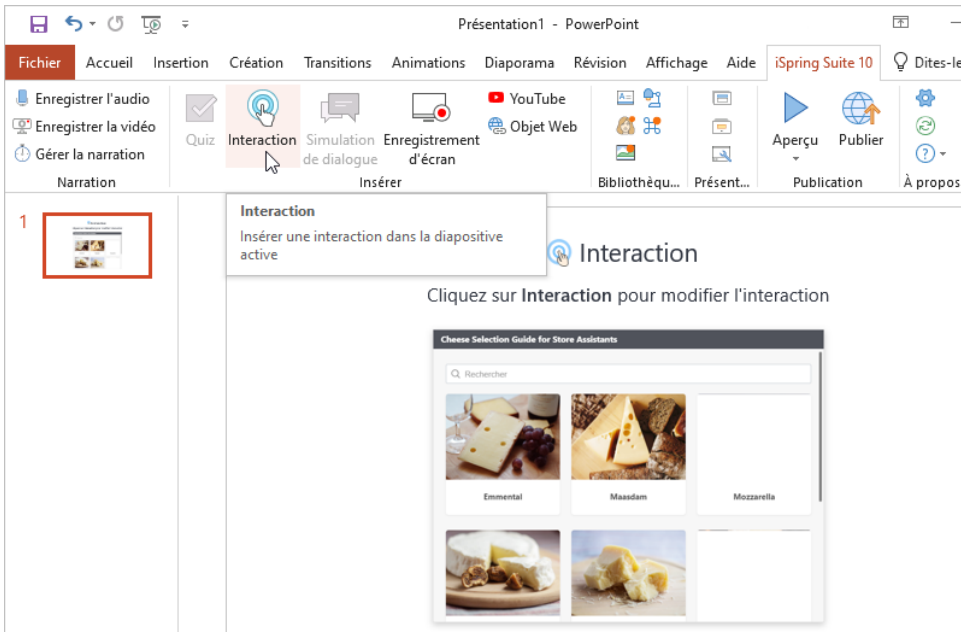 Présentation1 - PowerPoint
Fichier Accueil Insertion Création Transitions Animations Diaporama Révision Affichage Aide iSpring Suite 10 Dites-le
Enregistrer l'audio
Enregistrer la vidéo
Gérer la narration
Narration
Quiz
Interaction
Simulation
de dialogue
Enregistrement
d'écran
YouTube
Objet Web
Insérer
Bibliothèqu...
Présent...
Aperçu
Publier
Publication
À propos
1
Interaction
Insérer une interaction dans la diapositive
active
Interaction
Cliquez sur Interaction pour modifier l'interaction
Cheese Selection Guide for Store Assistants
Rechercher
Emmental
Maasdam
Mozzarella